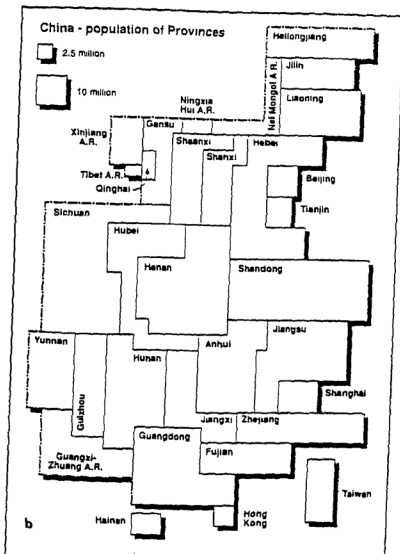 China - population of Provinces
2.5 million
10 million
Heilongjiang
Jilin
Nei Mongol A R.
Liaoning
Ningxia
Hui A.R.
Gansu
Xinjiang
A.R.
Shaanxi
Hebei
Shanxi
Tibet A.R.
Qinghai
Beijing
Tianjin
Sichuan
Hubei
Henan
Shandong
Yunnan
Hunan
Anhui
Jiangsu
Guizhou
Shanghai
Jiangxi
Zhejiang
Guangdong
Fujian
Guangxi-
Zhuang A.R.
Taiwan
b
Hainan
Hong
Kong